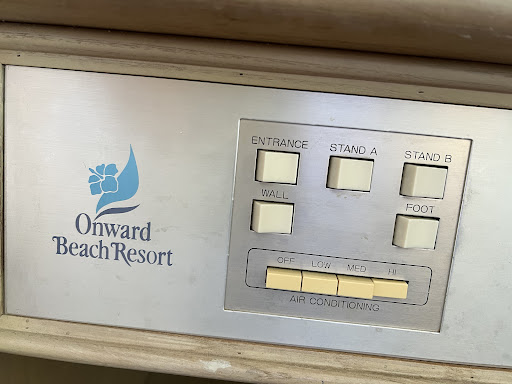 Onward
Beach Resort
ENTRANCE STAND A STAND B
WALL FOOT
OFF LOW MED HI
AIR CONDITIONING